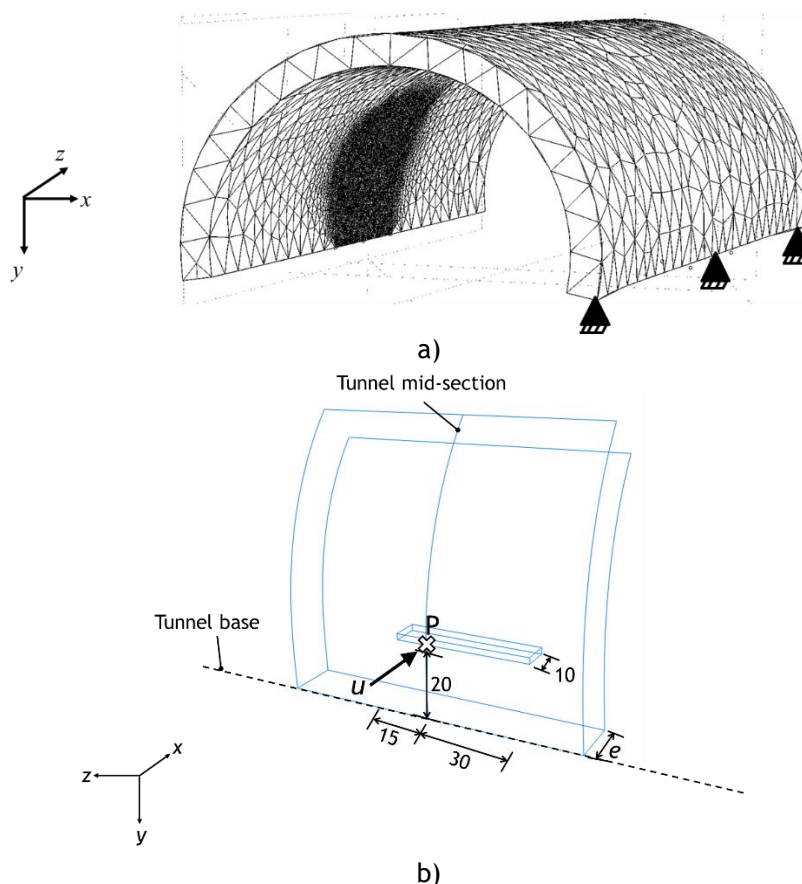 z
x
y
a)
Tunnel mid-section
Tunnel base
P
u
20
10
15
30
e
x
z
y
b)